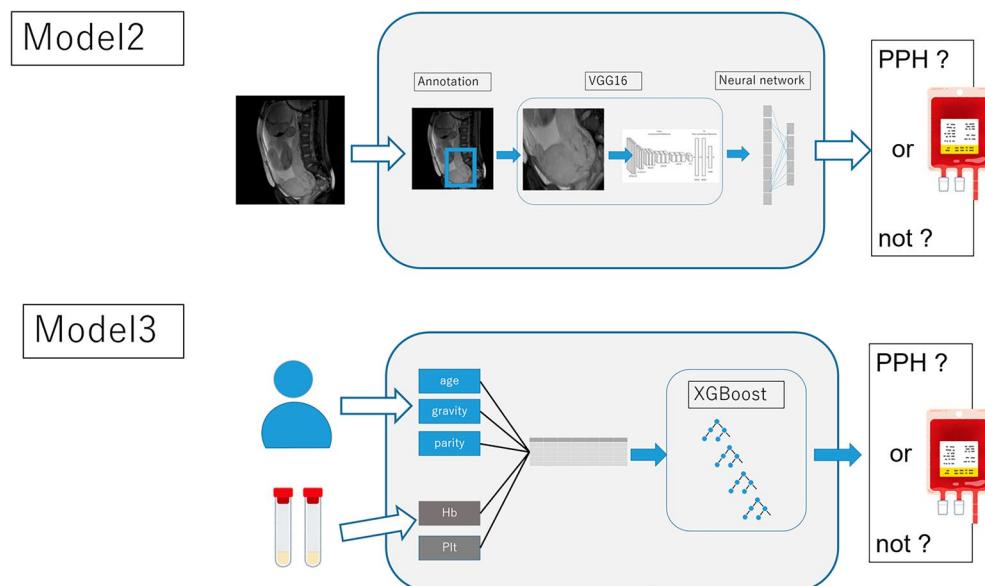 Model2
Annotation
VGG16
Neural network
PPH ?
or
not ?
Model3
age
gravity
parity
Hb
Plt
XGBoost
PPH ?
or
not ?